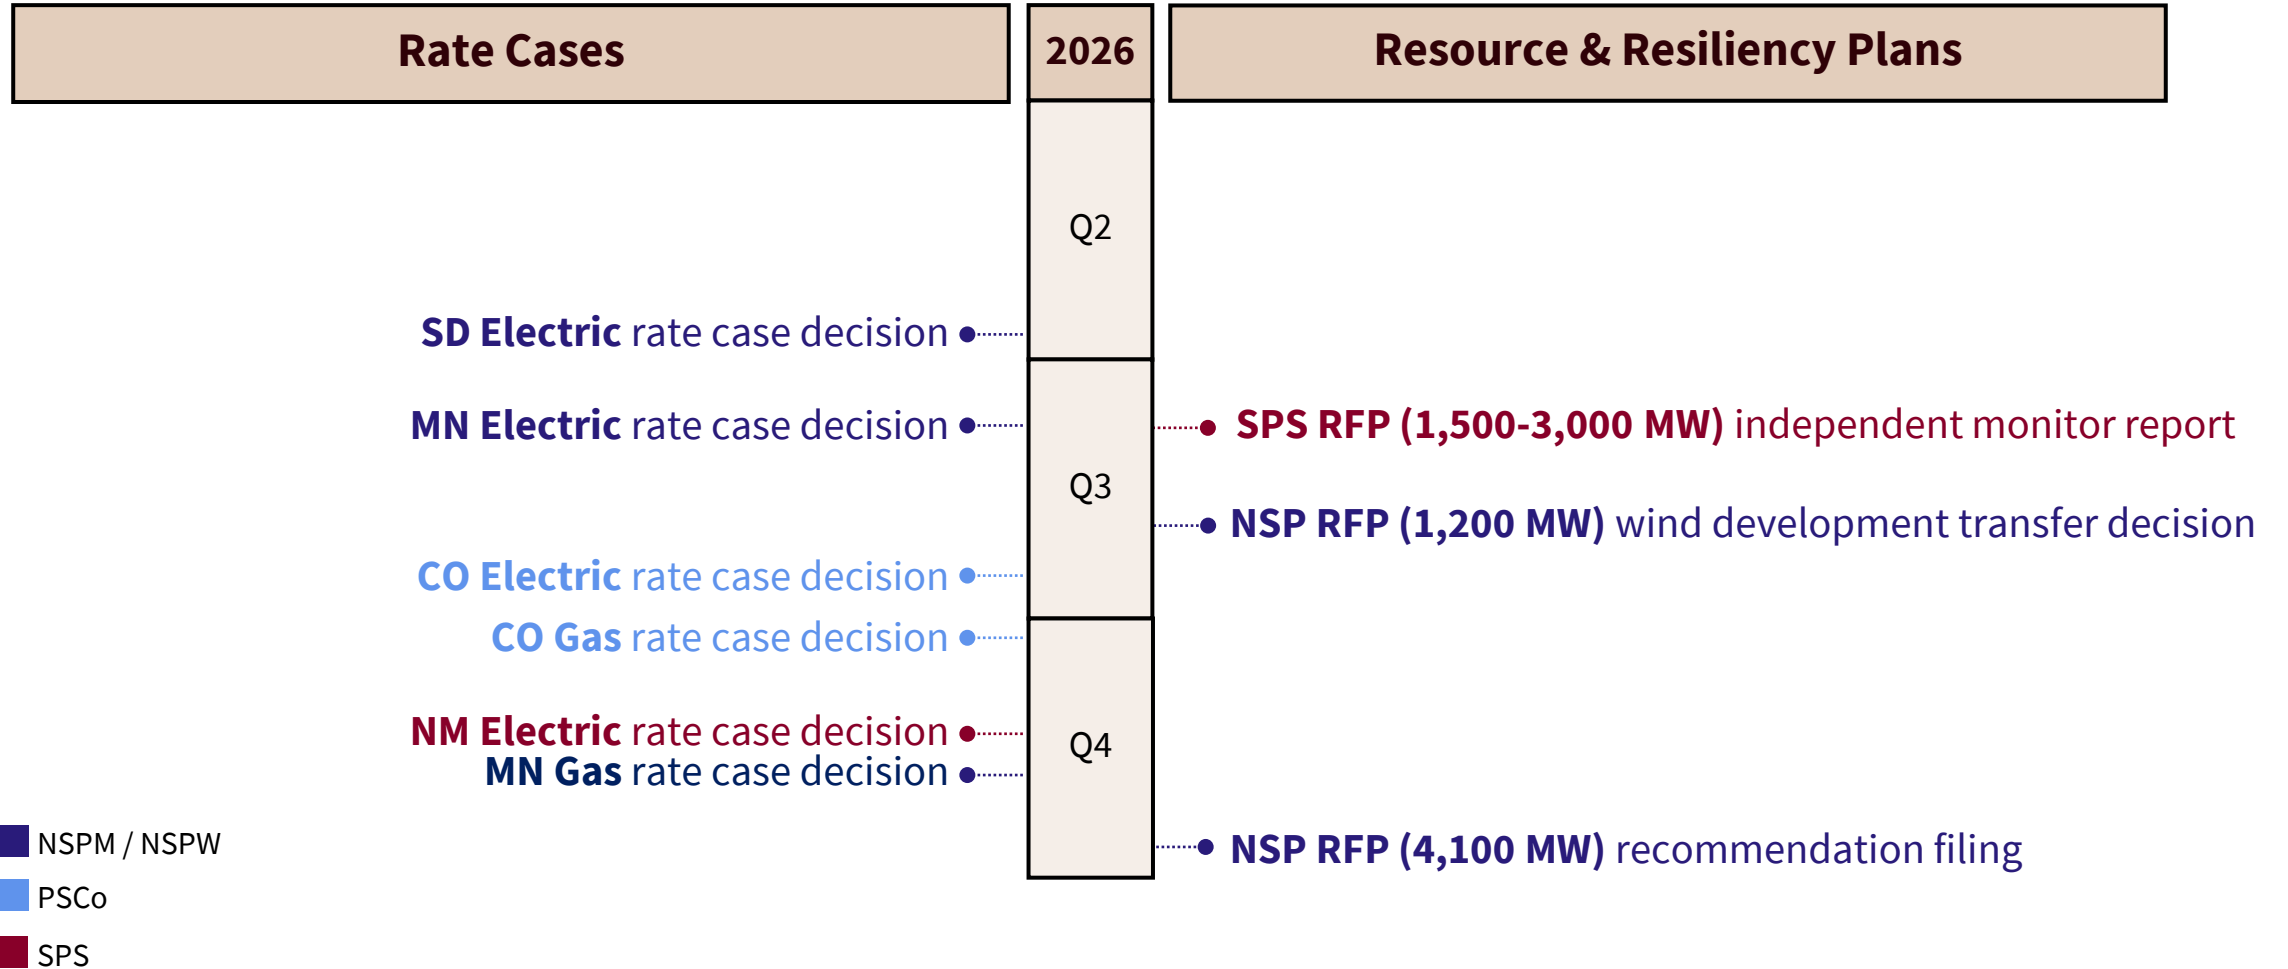 Rate Cases
2026
Resource & Resiliency Plans
Q2
SD Electric rate case decision
MN Electric rate case decision
SPS RFP (1,500-3,000 MW) independent monitor report
Q3
NSP RFP (1,200 MW) wind development transfer decision
CO Electric rate case decision
CO Gas rate case decision
NM Electric rate case decision
Q4
MN Gas rate case decision
NSP RFP (4,100 MW) recommendation filing
NSPM / NSPW
PSCo
SPS